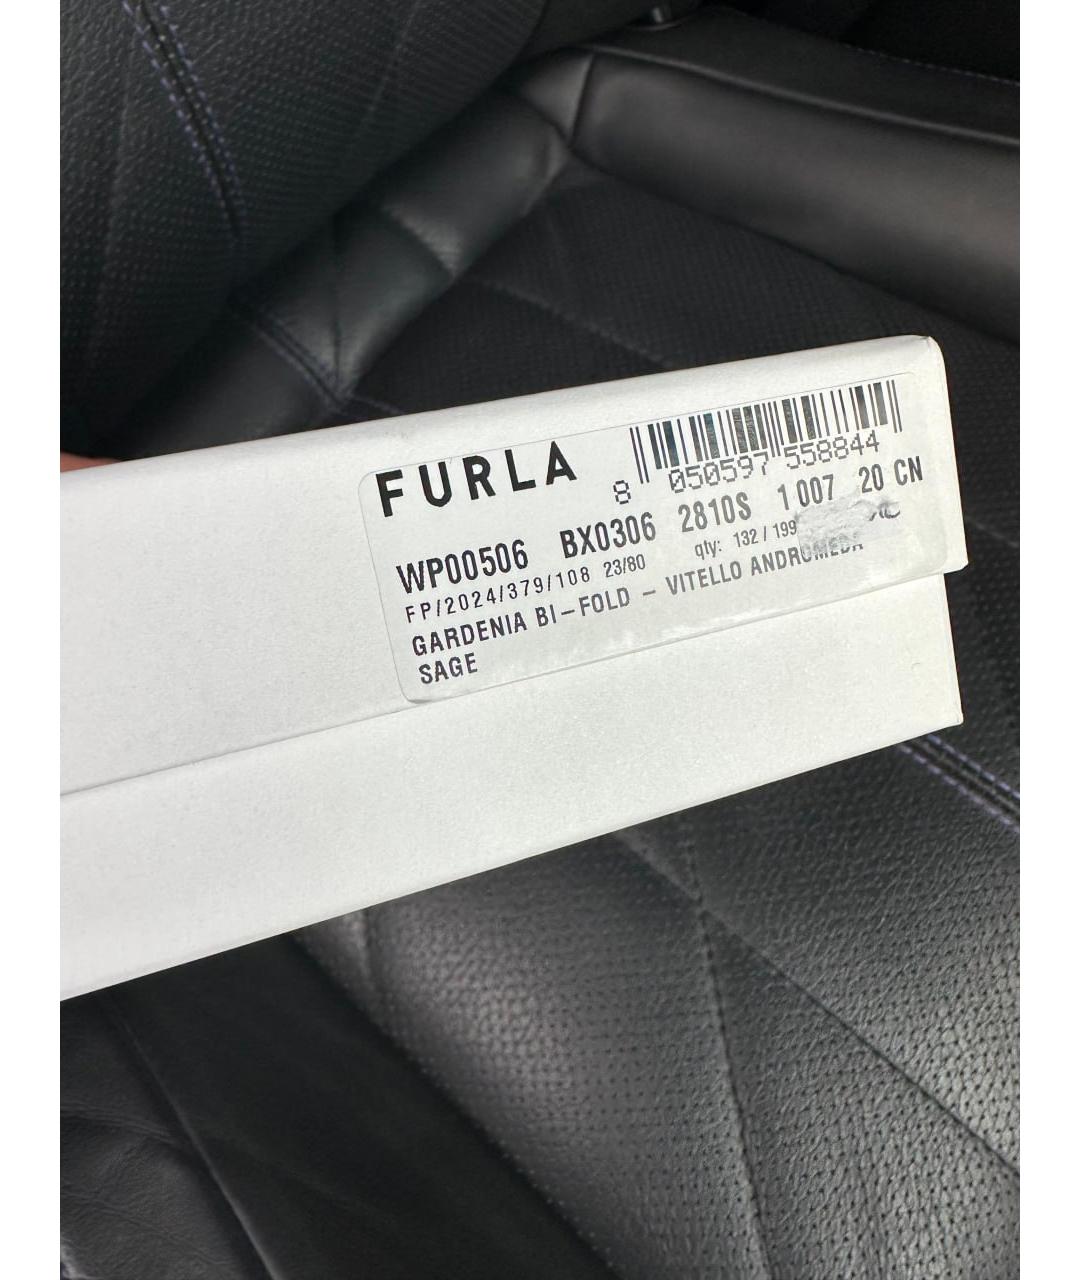 FURLA
8 050597 558844
WP00506 BX0306 2810S 1 007 20 CN
FP/2024/379/108 23/80 qty: 132 / 199
GARDENIA BI-FOLD - VITELLO ANDROMEDA
SAGE